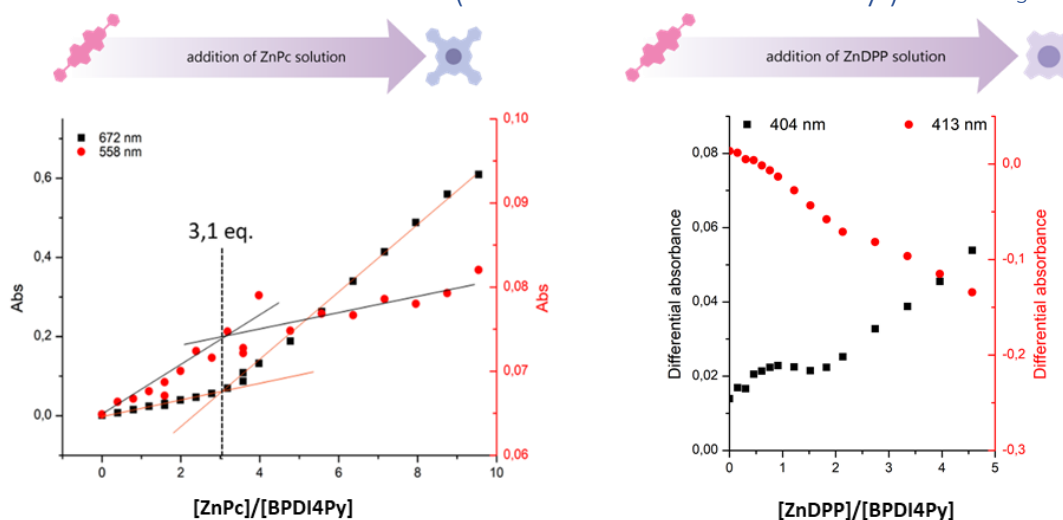 addition of ZnPc solution
addition of ZnDPP solution
672 nm
558 nm
3,1 eq.
Abs
0,6
0,4
0,2
0,0
0
2
4
6
8
10
0,10
0,09
0,08
0,07
0,06
Abs
[ZnPc]/[BPDI4Py]
404 nm
413 nm
Differential absorbance
0,08
0,06
0,04
0,02
0,00
0
1
2
3
4
5
0,0
-0,1
-0,2
-0,3
Differential absorbance
[ZnDPP]/[BPDI4Py]